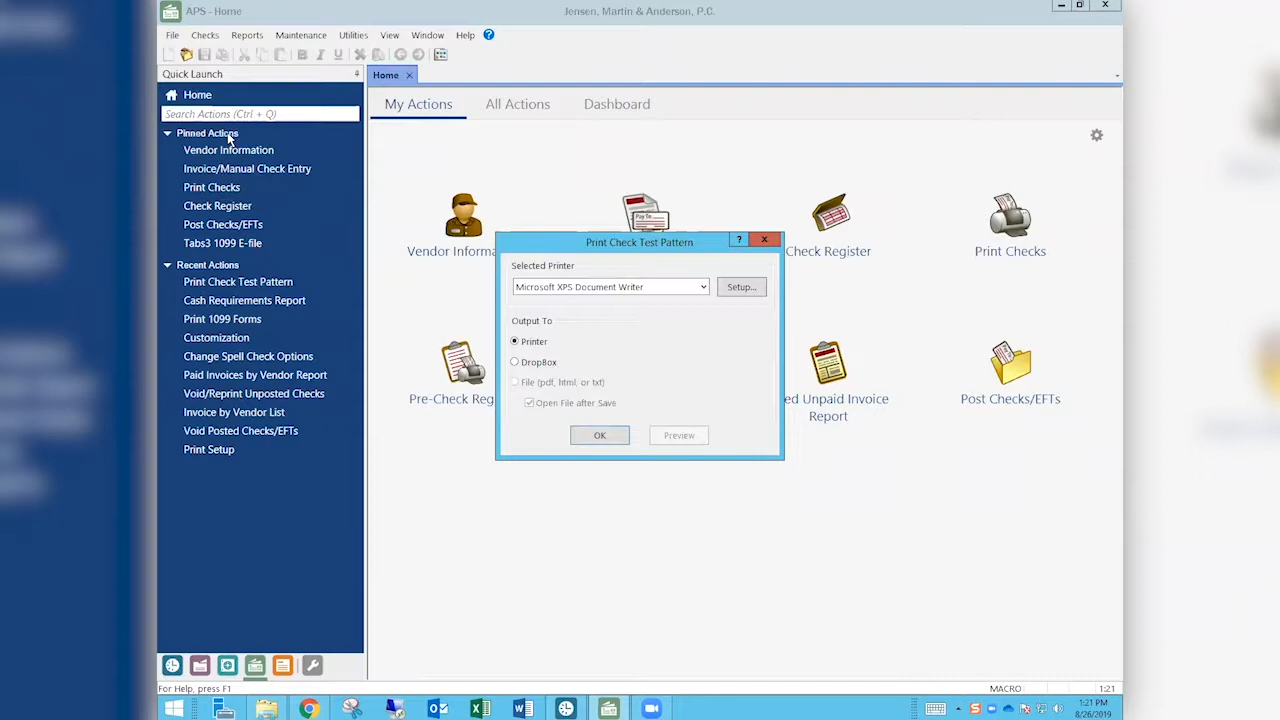 APS - Home
Jensen, Martin & Anderson, P.C.
File Checks Reports Maintenance Utilities View Window Help
Quick Launch
Home
Home
Search Actions (Ctrl + Q)
Pinned Actions
Vendor Information
Invoice/Manual Check Entry
Print Checks
Check Register
Post Checks/EFTs
Tabs3 1099 E-file
Recent Actions
Print Check Test Pattern
Cash Requirements Report
Print 1099 Forms
Customization
Change Spell Check Options
Paid Invoices by Vendor Report
Void/Reprint Unposted Checks
Invoice by Vendor List
Void Posted Checks/EFTs
Print Setup
My Actions All Actions Dashboard
Pay To
Vendor Informa
Check Register
Print Checks
Pre-Check Reg
ed Unpaid Invoice
Report
Post Checks/EFTs
Print Check Test Pattern
Selected Printer
Microsoft XPS Document Writer
Setup...
Output To
Printer
DropBox
File (pdf, html, or txt)
Open File after Save
OK Preview
For Help, press F1
MACRO
1:21
1:21 PM
8/26/2019